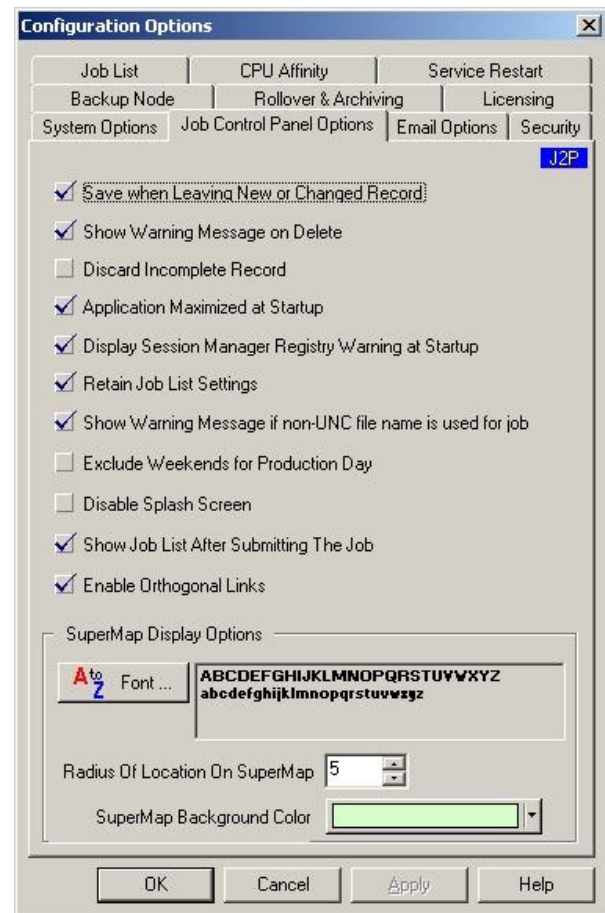 Configuration Options
Job List CPU Affinity Service Restart
Backup Node Rollover & Archiving Licensing
System Options Job Control Panel Options Email Options Security
J2P
Save when Leaving New or Changed Record
Show Warning Message on Delete
Discard Incomplete Record
Application Maximized at Startup
Display Session Manager Registry Warning at Startup
Retain Job List Settings
Show Warning Message if non-UNC file name is used for job
Exclude Weekends for Production Day
Disable Splash Screen
Show Job List After Submitting The Job
Enable Orthogonal Links
SuperMap Display Options
A to Z Font ...
ABCDEFGHIJKLMNOPQRSTUVWXYZ
abcdefghijklmnopqrstuvwxyz
Radius Of Location On SuperMap 5
SuperMap Background Color
OK Cancel Apply Help